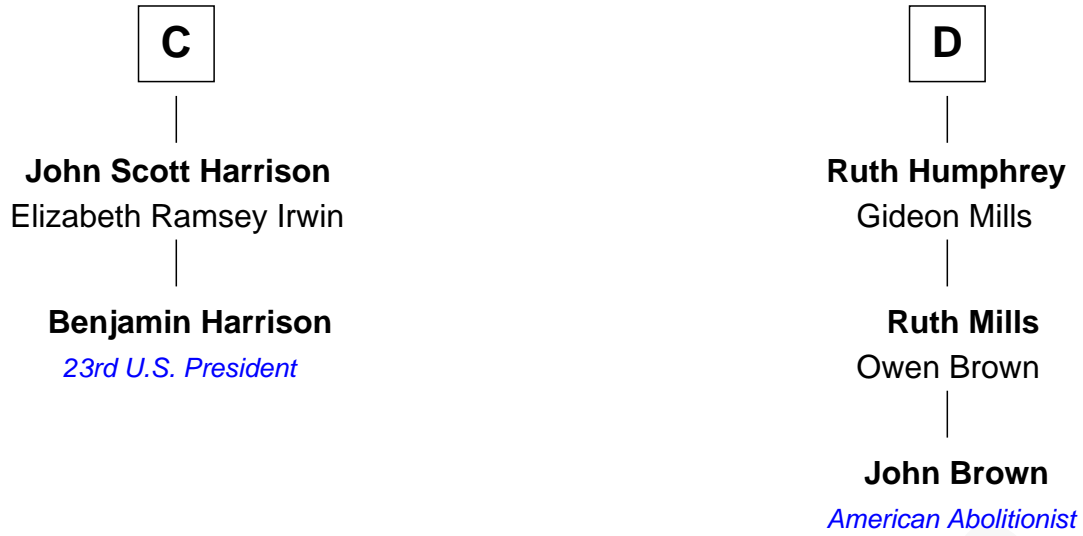 C
John Scott Harrison
Elizabeth Ramsey Irwin
Benjamin Harrison
23rd U.S. President
D
Ruth Humphrey
Gideon Mills
Ruth Mills
Owen Brown
John Brown
American Abolitionist